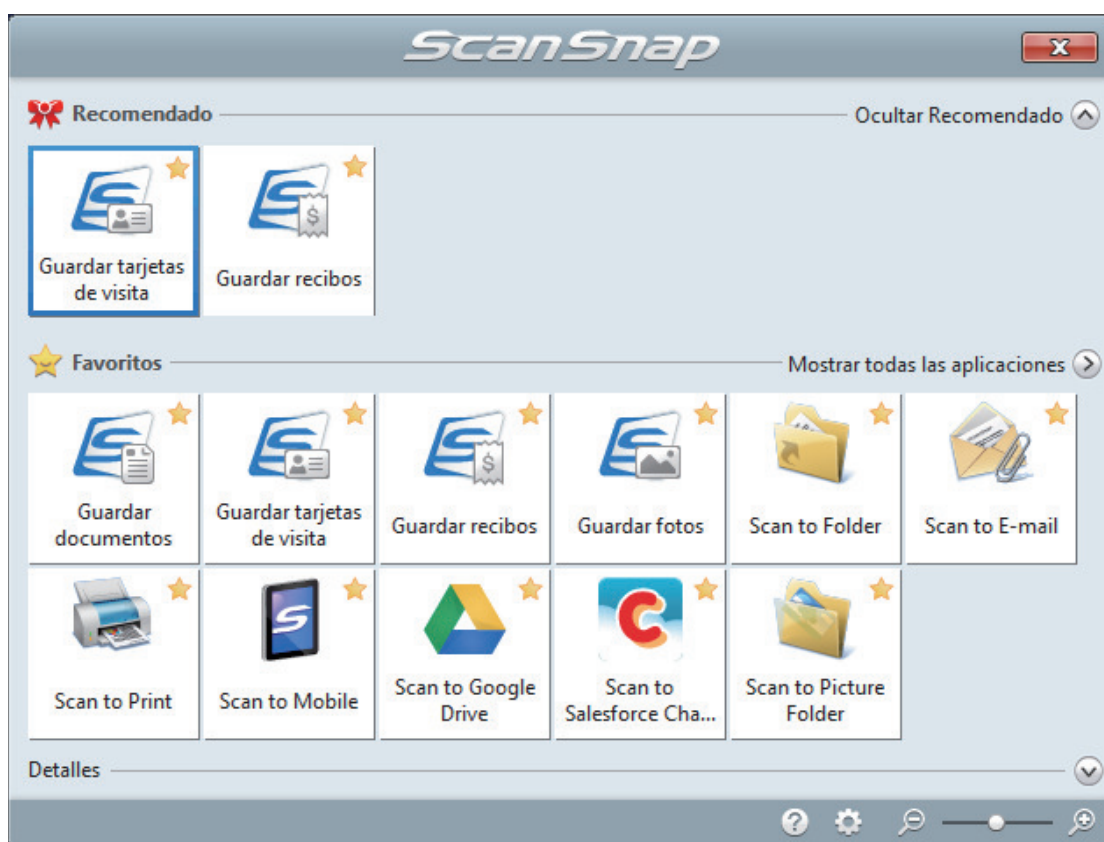 ScanSnap
Recomendado
Ocultar Recomendado
Guardar tarjetas
de visita
Guardar recibos
Favoritos
Mostrar todas las aplicaciones
Guardar
documentos
Guardar tarjetas
de visita
Guardar recibos
Guardar fotos
Scan to Folder
Scan to E-mail
Scan to Print
Scan to Mobile
Scan to Google
Drive
Scan to
Salesforce Cha...
Scan to Picture
Folder
Detalles